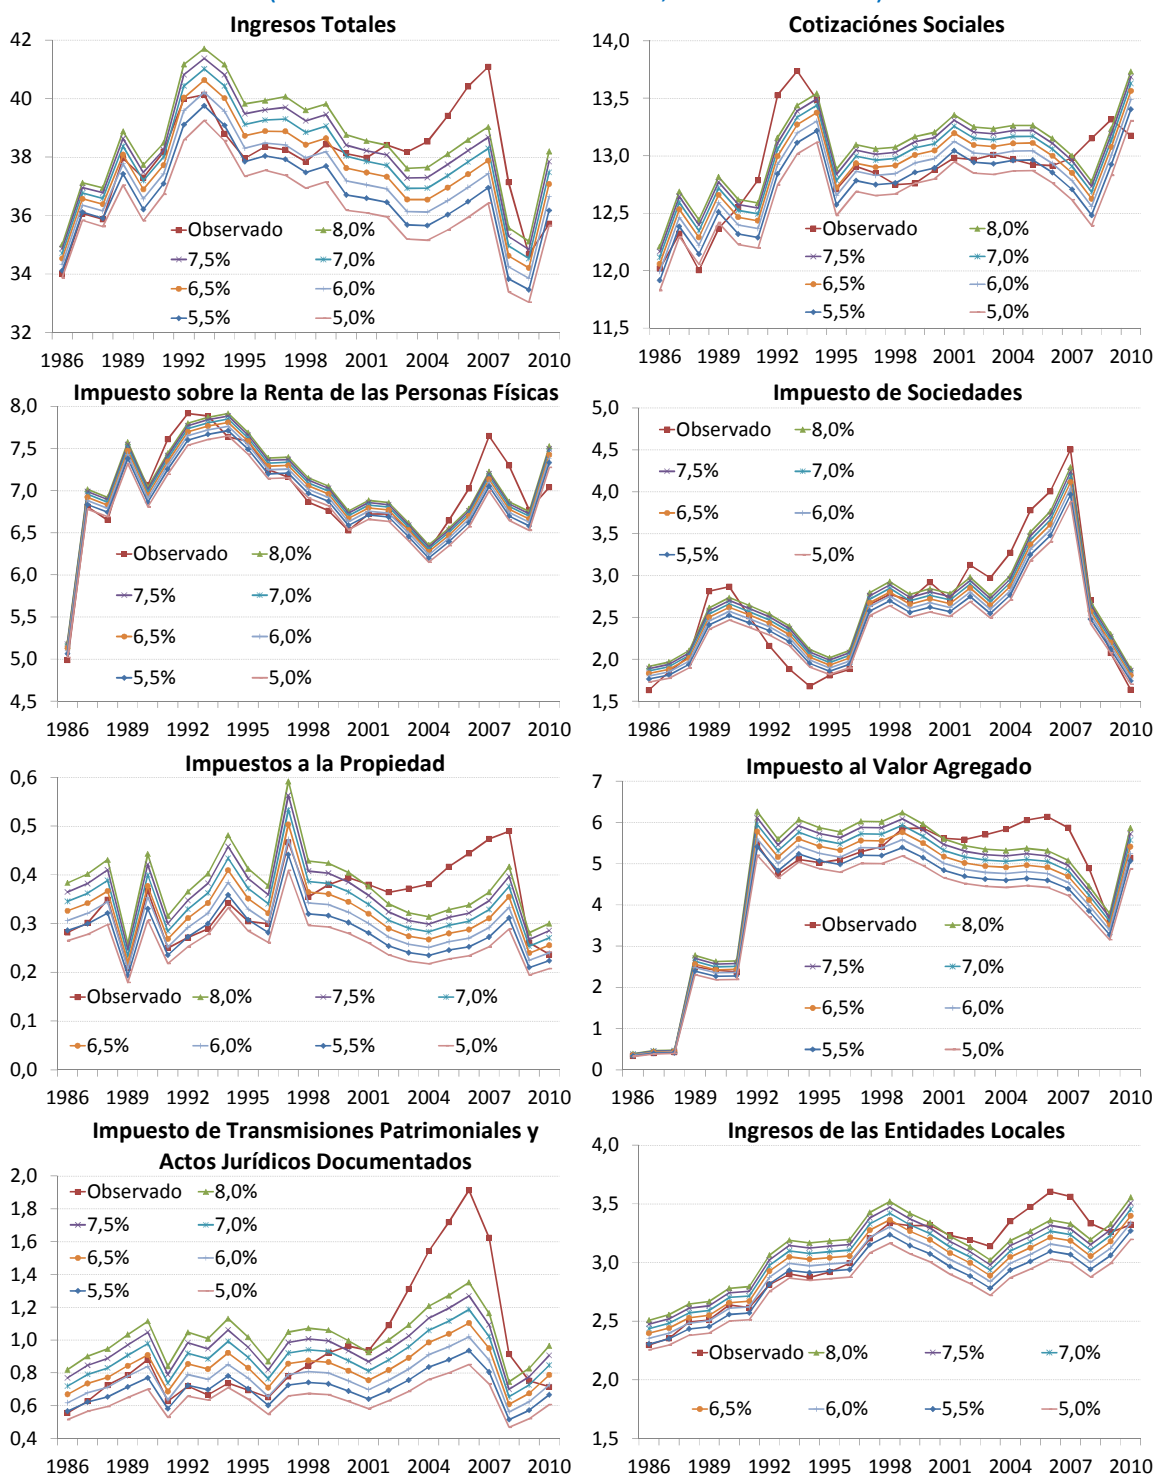 Ingresos Totales
42
40
38
36
34
32
Observado 8,0%
7,5% 7,0%
6,5% 6,0%
5,5% 5,0%
1986 1989 1992 1995 1998 2001 2004 2007 2010
Cotizaciónes Sociales
14,0
13,5
13,0
12,5
12,0
11,5
Observado 8,0%
7,5% 7,0%
6,5% 6,0%
5,5% 5,0%
1986 1989 1992 1995 1998 2001 2004 2007 2010
Impuesto sobre la Renta de las Personas Físicas
8,0
7,5
7,0
6,5
6,0
5,5
5,0
4,5
Observado 8,0%
7,5% 7,0%
6,5% 6,0%
5,5% 5,0%
1986 1989 1992 1995 1998 2001 2004 2007 2010
Impuesto de Sociedades
5,0
4,5
4,0
3,5
3,0
2,5
2,0
1,5
Observado 8,0%
7,5% 7,0%
6,5% 6,0%
5,5% 5,0%
1986 1989 1992 1995 1998 2001 2004 2007 2010
Impuestos a la Propiedad
0,6
0,5
0,4
0,3
0,2
0,1
0,0
Observado 8,0% 7,5% 7,0%
6,5% 6,0% 5,5% 5,0%
1986 1989 1992 1995 1998 2001 2004 2007 2010
Impuesto al Valor Agregado
7
6
5
4
3
2
1
0
Observado 8,0%
7,5% 7,0%
6,5% 6,0%
5,5% 5,0%
1986 1989 1992 1995 1998 2001 2004 2007 2010
Impuesto de Transmisiones Patrimoniales y
Actos Jurídicos Documentados
2,0
1,8
1,6
1,4
1,2
1,0
0,8
0,6
0,4
Observado 8,0%
7,5% 7,0%
6,5% 6,0%
5,5% 5,0%
1986 1989 1992 1995 1998 2001 2004 2007 2010
Ingresos de las Entidades Locales
4,0
3,5
3,0
2,5
2,0
1,5
Observado 8,0% 7,5% 7,0%
6,5% 6,0% 5,5% 5,0%
1986 1989 1992 1995 1998 2001 2004 2007 2010